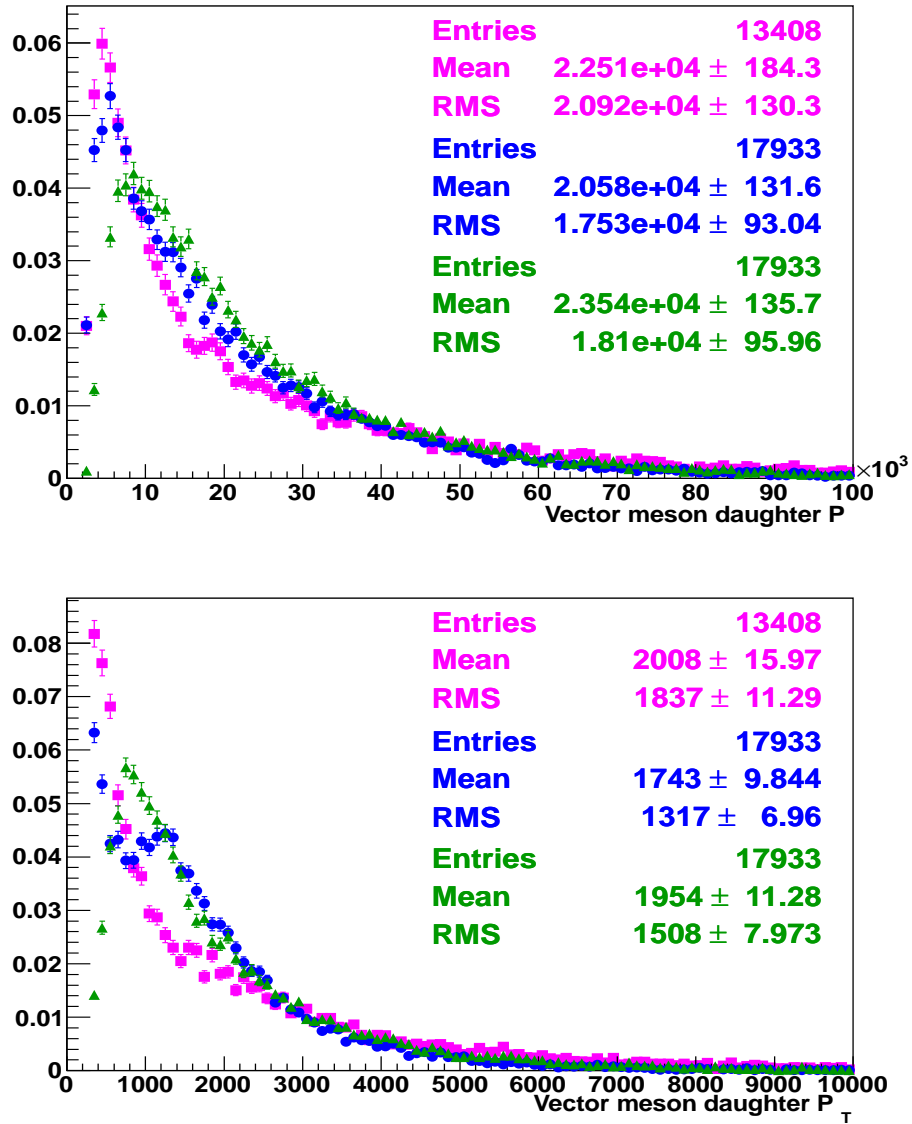 0.06
0.05
0.04
0.03
0.02
0.01
0
Entries 13408
Mean 2.251e+04 ± 184.3
RMS 2.092e+04 ± 130.3
Entries 17933
Mean 2.058e+04 ± 131.6
RMS 1.753e+04 ± 93.04
Entries 17933
Mean 2.354e+04 ± 135.7
RMS 1.81e+04 ± 95.96
0 10 20 30 40 50 60 70 80 90 100 ×10³
Vector meson daughter P
0.08
0.07
0.06
0.05
0.04
0.03
0.02
0.01
0
Entries 13408
Mean 2008 ± 15.97
RMS 1837 ± 11.29
Entries 17933
Mean 1743 ± 9.844
RMS 1317 ± 6.96
Entries 17933
Mean 1954 ± 11.28
RMS 1508 ± 7.973
0 1000 2000 3000 4000 5000 6000 7000 8000 9000 10000
Vector meson daughter P_T